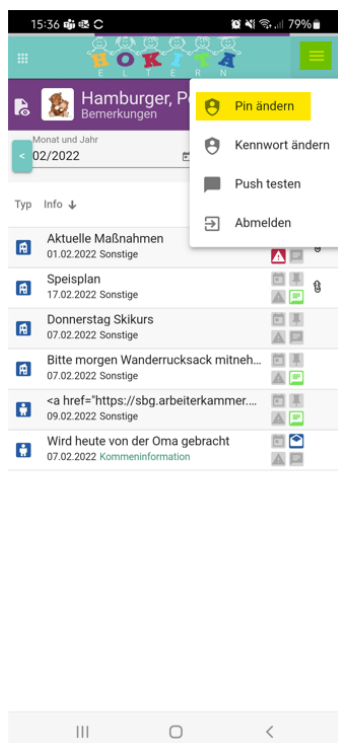 15:36
79%
HOKITA
ELTERN
Hamburger, P
Bemerkungen
Pin ändern
Kennwort ändern
Push testen
Abmelden
Monat und Jahr
< 02/2022
Typ Info ↓
Aktuelle Maßnahmen
01.02.2022 Sonstige
Speisplan
17.02.2022 Sonstige
Donnerstag Skikurs
07.02.2022 Sonstige
Bitte morgen Wanderrucksack mitneh...
07.02.2022 Sonstige
<a href="https://sbg.arbeiterkammer....
09.02.2022 Sonstige
Wird heute von der Oma gebracht
07.02.2022 Kommeninformation